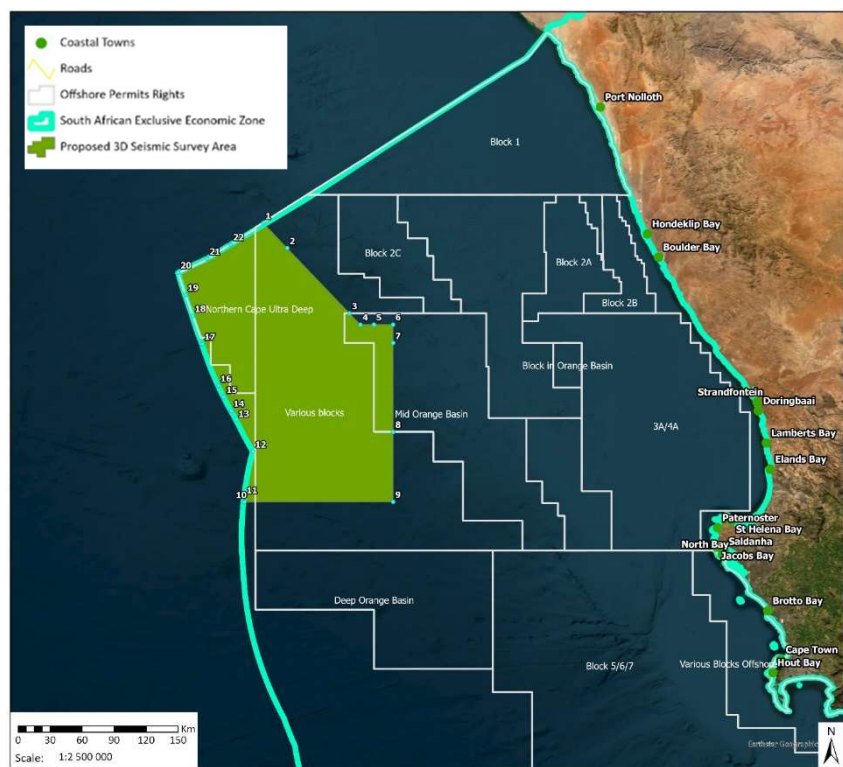 Coastal Towns
Roads
Offshore Permits Rights
South African Exclusive Economic Zone
Proposed 3D Seismic Survey Area
Port Nolloth
Block 1
1
22
2
Hondeklip Bay
21
Block 2C
Boulder Bay
20
Block 2A
19
18
Northern Cape Ultra Deep
Block 2B
3
4
5
6
17
7
16
Block in Orange Basin
15
Strandfontein
14
Doringbaai
13
Various blocks
Mid Orange Basin
3A/4A
8
Lamberts Bay
12
Elands Bay
11
10
9
Paternoster
St Helena Bay
North Bay
Saldanha
Jacobs Bay
Deep Orange Basin
Brotto Bay
Cape Town
Block 5/6/7
Various Blocks Offshore
Hout Bay
0 30 60 90 120 150 Km
Scale: 1:2 500 000
N
Earthstar Geographics